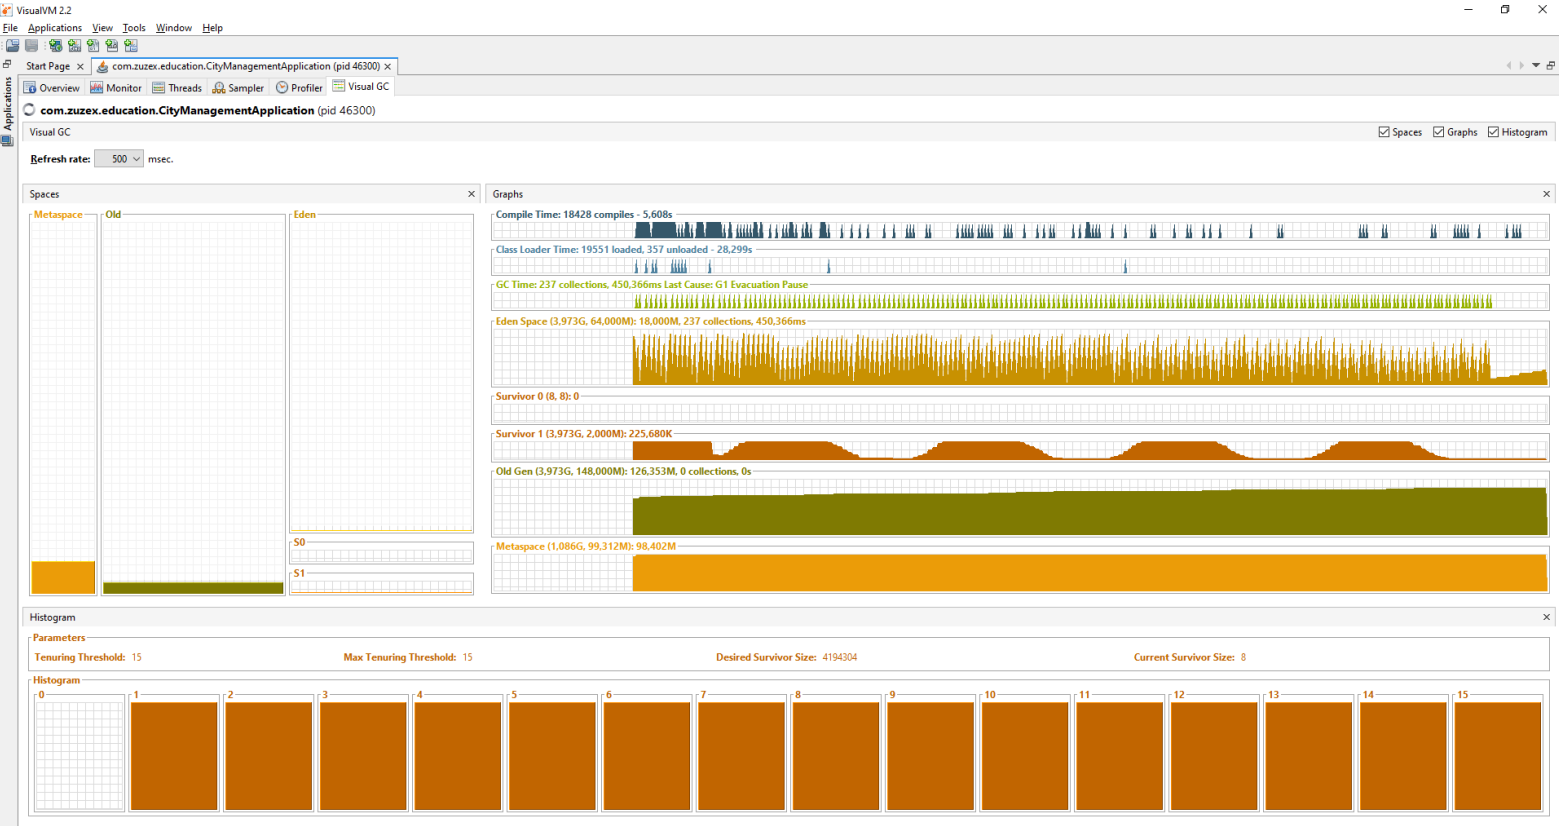 VisualVM 2.2
File Applications View Tools Window Help
Start Page com.zuzex.education.CityManagementApplication (pid 46300)
Applications
Overview Monitor Threads Sampler Profiler Visual GC
com.zuzex.education.CityManagementApplication (pid 46300)
Visual GC Spaces Graphs Histogram
Refresh rate: 500 msec.
Spaces
Metaspace Old Eden
S0
S1
Graphs
Compile Time: 18428 compiles - 5,608s
Class Loader Time: 19551 loaded, 357 unloaded - 28,299s
GC Time: 237 collections, 450,366ms Last Cause: G1 Evacuation Pause
Eden Space (3,973G, 64,000M): 18,000M, 237 collections, 450,366ms
Survivor 0 (8, 8): 0
Survivor 1 (3,973G, 2,000M): 225,680K
Old Gen (3,973G, 148,000M): 126,353M, 0 collections, 0s
Metaspace (1,086G, 99,312M): 98,402M
Histogram
Parameters
Tenuring Threshold: 15 Max Tenuring Threshold: 15 Desired Survivor Size: 4194304 Current Survivor Size: 8
Histogram
0 1 2 3 4 5 6 7 8 9 10 11 12 13 14 15